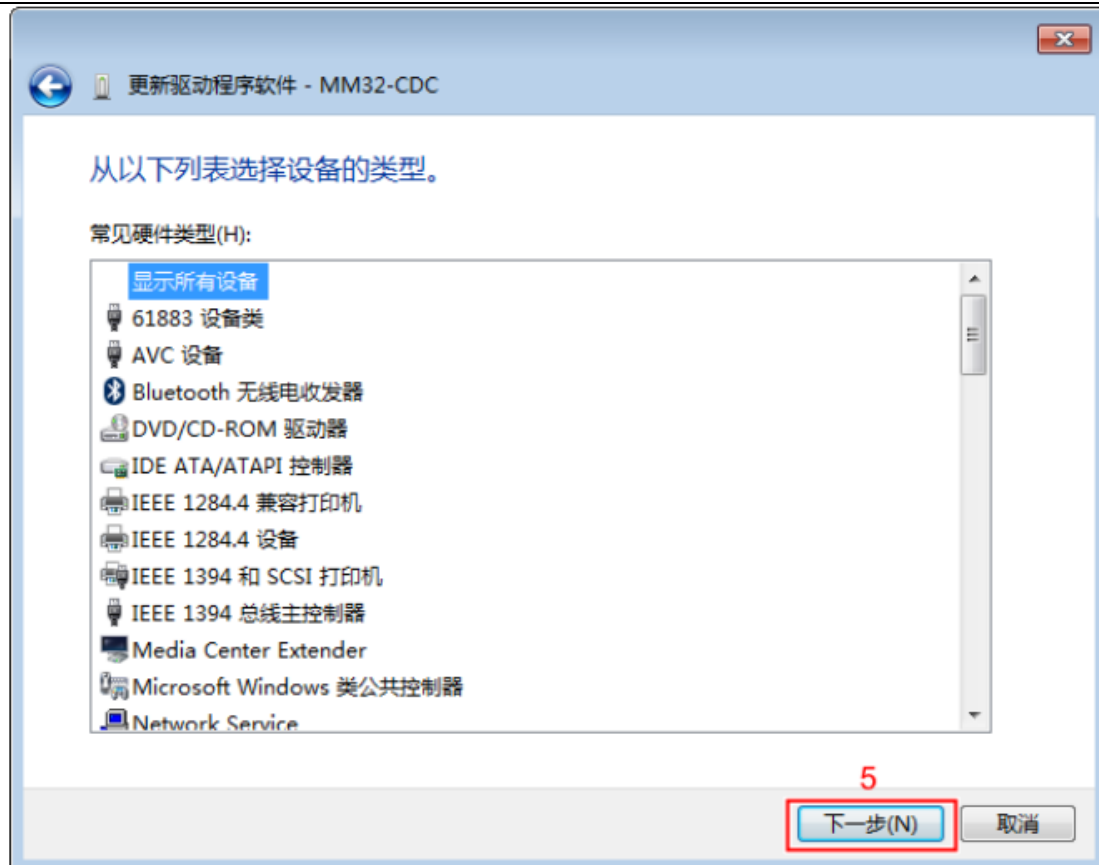 更新驱动程序软件 - MM32-CDC
从以下列表选择设备的类型。
常见硬件类型(H):
显示所有设备
61883 设备类
AVC 设备
Bluetooth 无线电收发器
DVD/CD-ROM 驱动器
IDE ATA/ATAPI 控制器
IEEE 1284.4 兼容打印机
IEEE 1284.4 设备
IEEE 1394 和 SCSI 打印机
IEEE 1394 总线主控制器
Media Center Extender
Microsoft Windows 类公共控制器
Network Service
5
下一步(N) 取消